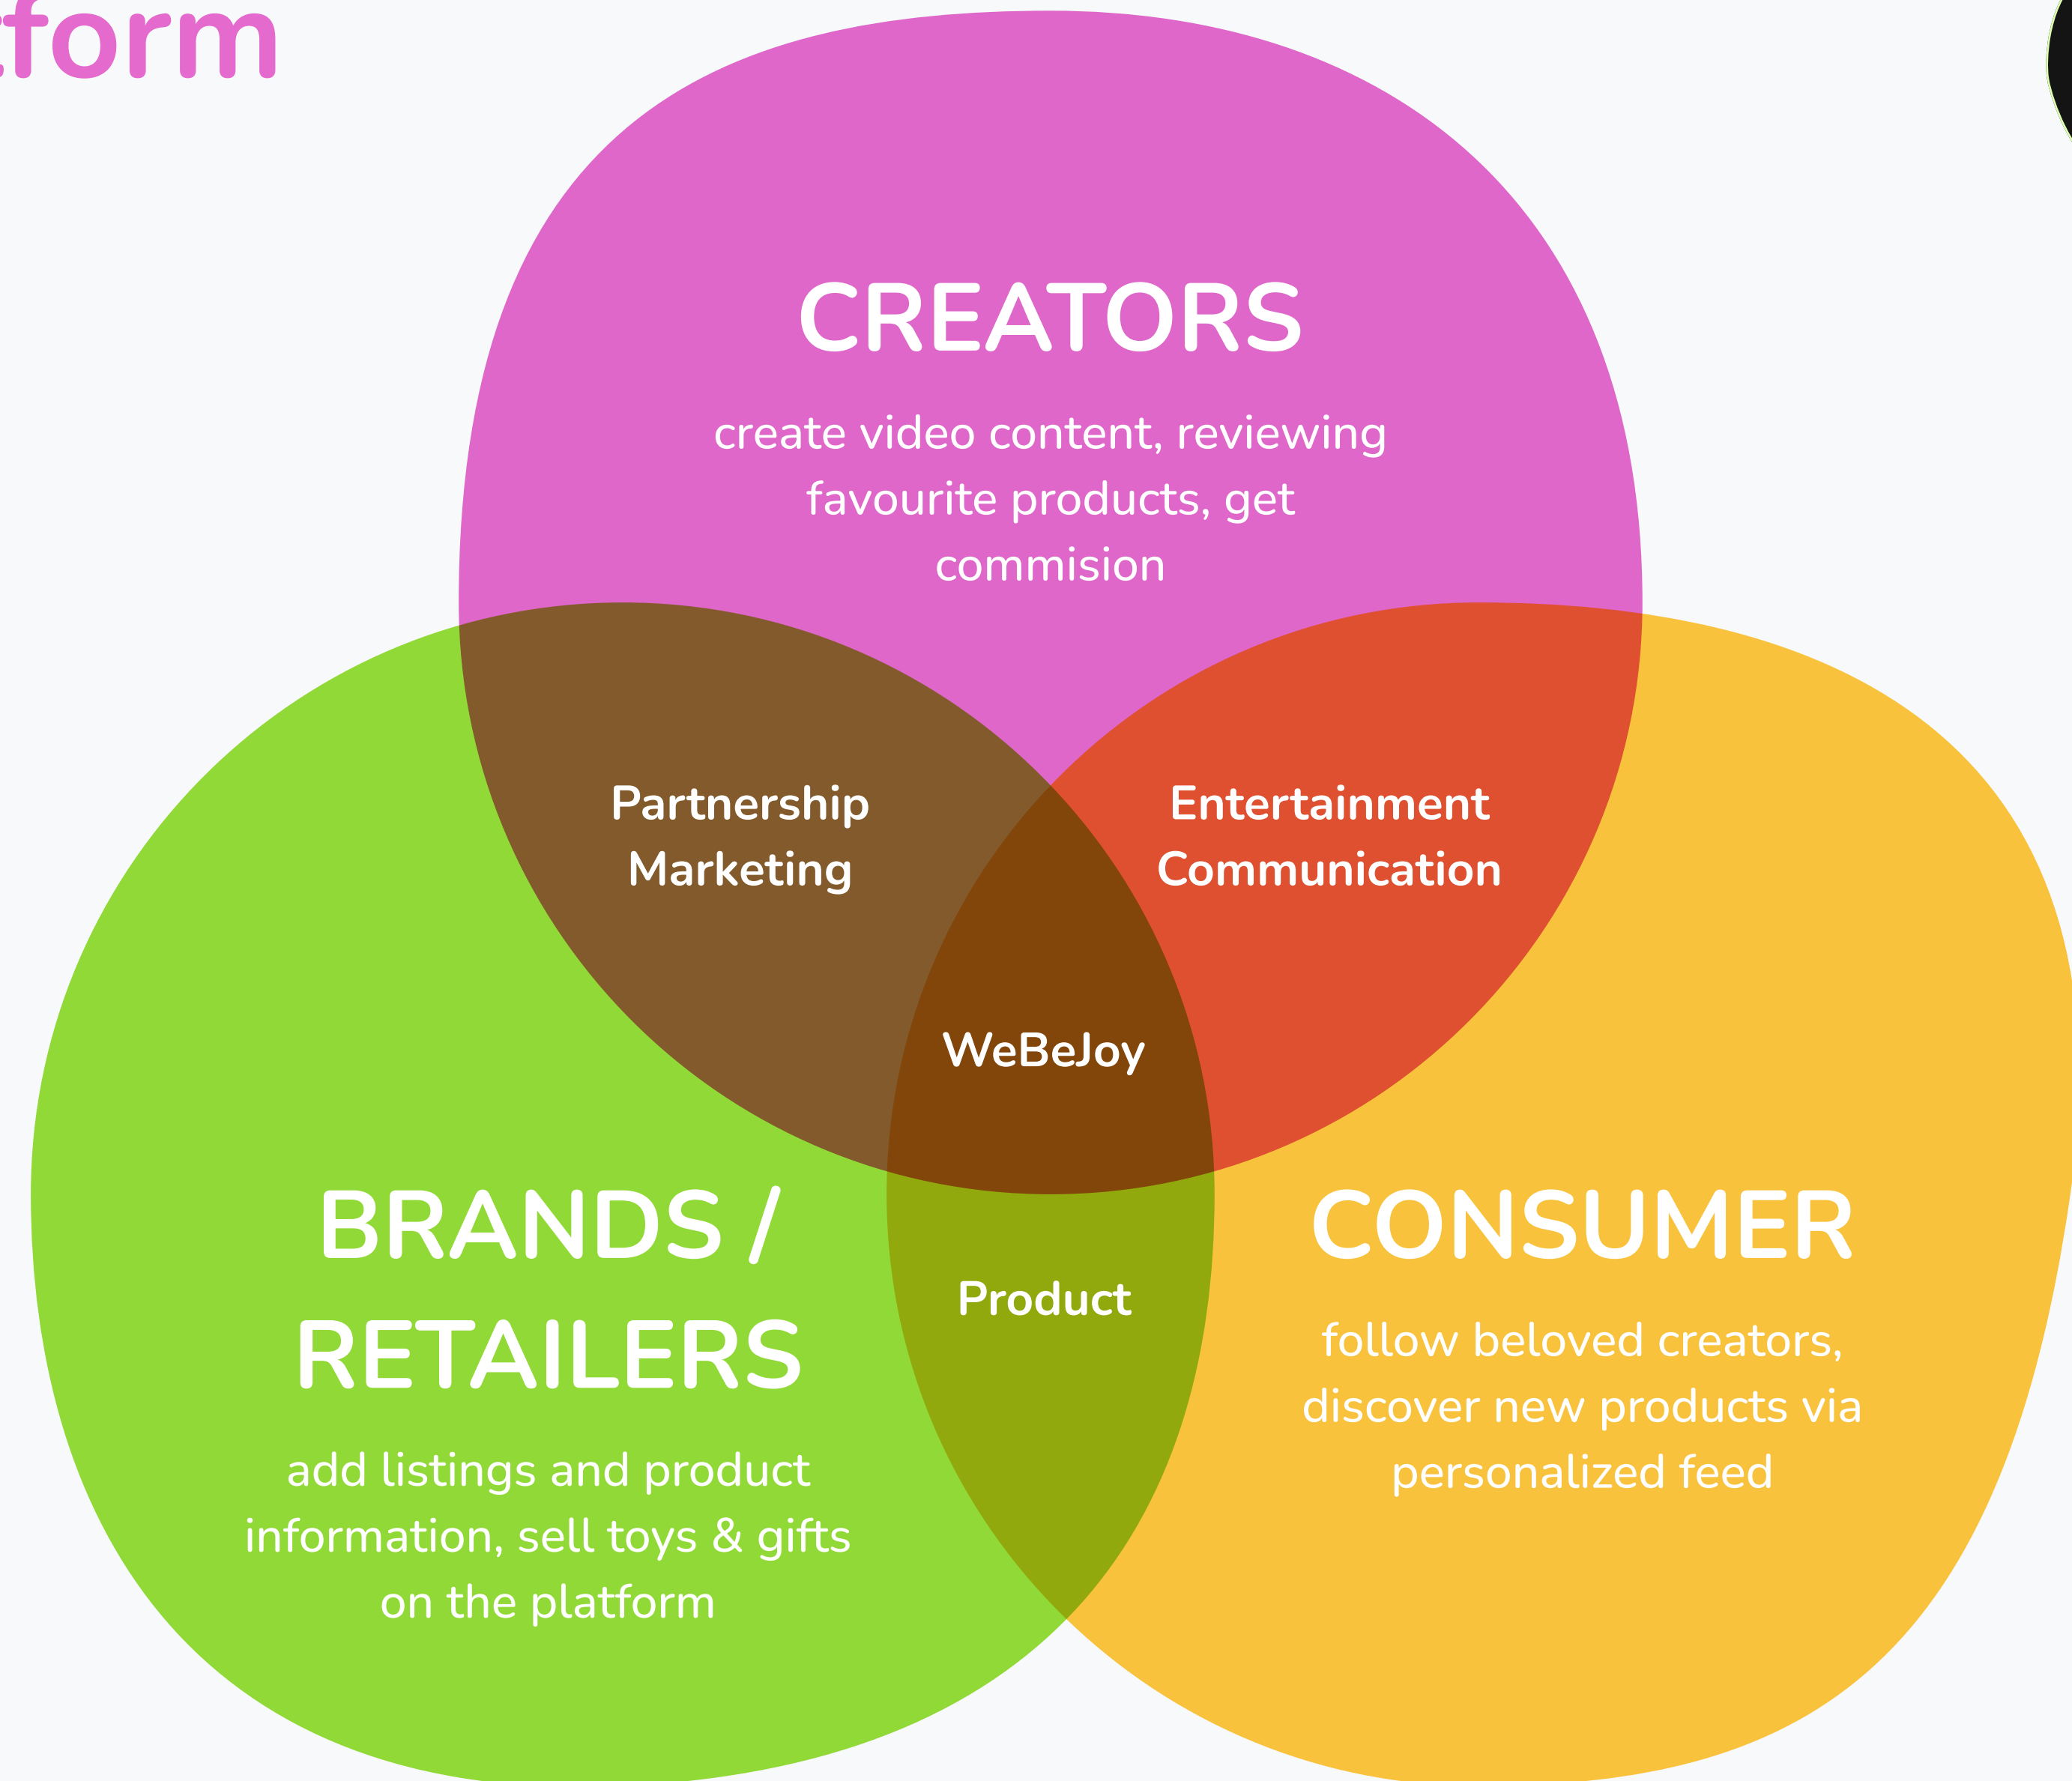 .form
CREATORS
create video content, reviewing
favourite products, get
commision
Partnership
Marketing
Entertainment
Communication
WeBeJoy
BRANDS /
RETAILERS
add listings and product
information, sell toys & gifts
on the platform
Product
CONSUMER
follow beloved creators,
discover new products via
personalized feed